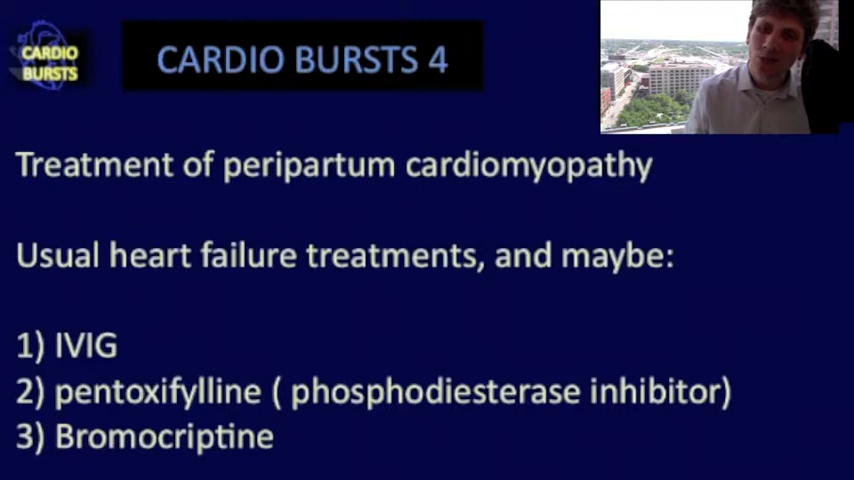 CARDIO
BURSTS
CARDIO BURSTS 4
Treatment of peripartum cardiomyopathy
Usual heart failure treatments, and maybe:
1) IVIG
2) pentoxifylline ( phosphodiesterase inhibitor)
3) Bromocriptine